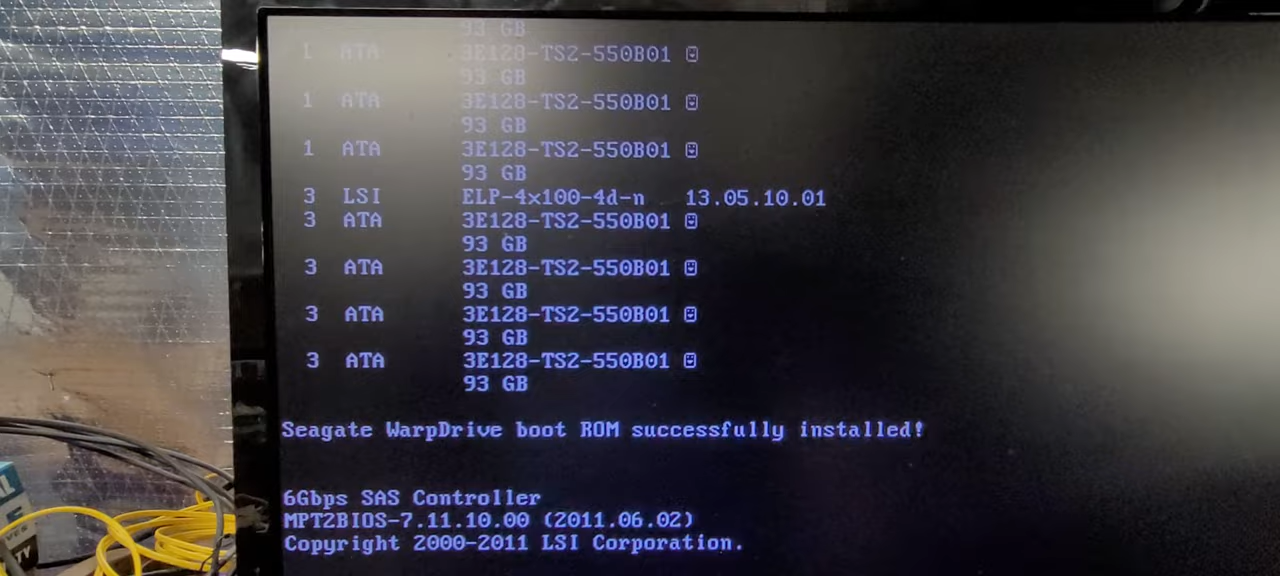 93 GB
1 ATA 3E128-TS2-550B01
93 GB
1 ATA 3E128-TS2-550B01
93 GB
1 ATA 3E128-TS2-550B01
93 GB
3 LSI ELP-4x100-4d-n 13.05.10.01
3 ATA 3E128-TS2-550B01
93 GB
3 ATA 3E128-TS2-550B01
93 GB
3 ATA 3E128-TS2-550B01
93 GB
3 ATA 3E128-TS2-550B01
93 GB
Seagate WarpDrive boot ROM successfully installed!
6Gbps SAS Controller
MPT2BIOS-7.11.10.00 (2011.06.02)
Copyright 2000-2011 LSI Corporation.